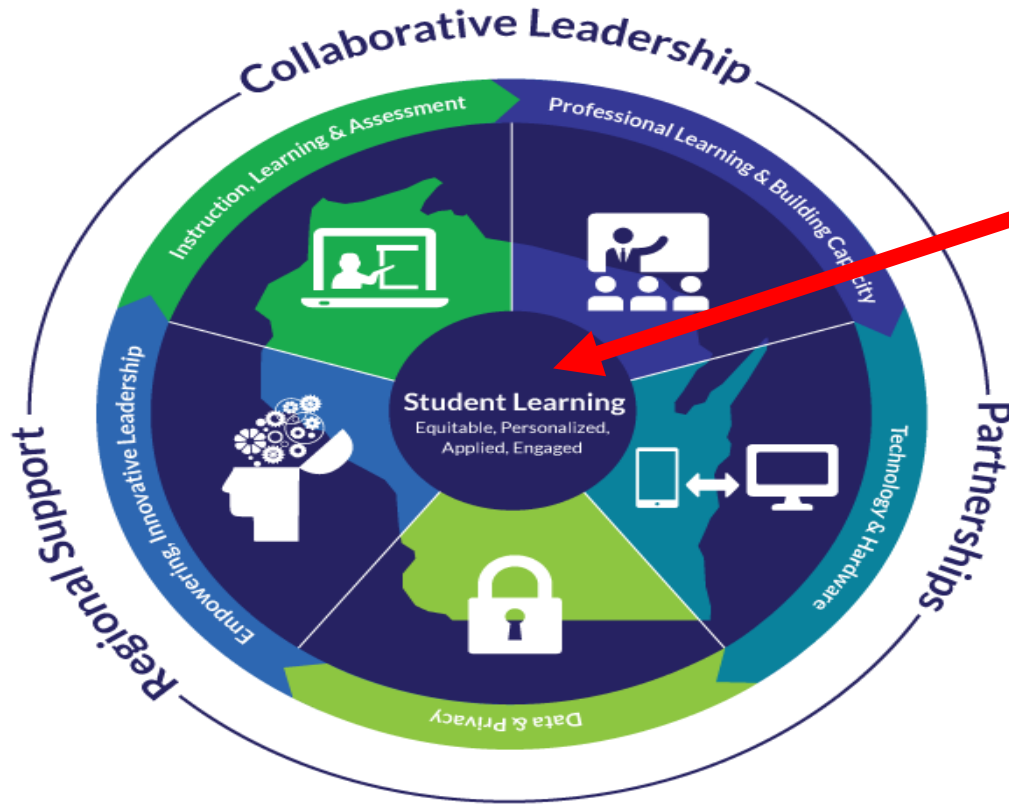 Collaborative Leadership
Instruction, Learning & Assessment
Professional Learning & Building Capacity
Student Learning
Equitable, Personalized,
Applied, Engaged
Technology & Hardware
Partnerships
Empowering, Innovative Leadership
Regional Support
Data & Privacy